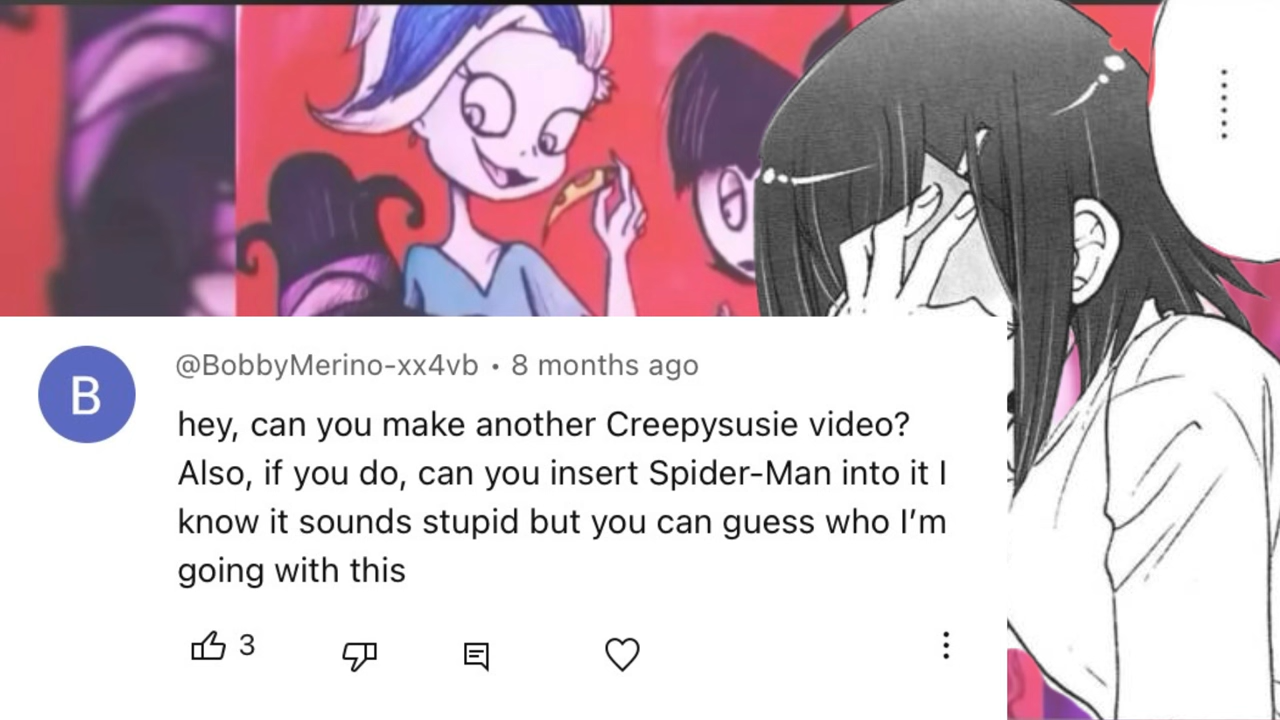 B
@BobbyMerino-xx4vb • 8 months ago
hey, can you make another Creepysusie video?
Also, if you do, can you insert Spider-Man into it I
know it sounds stupid but you can guess who I’m
going with this
3